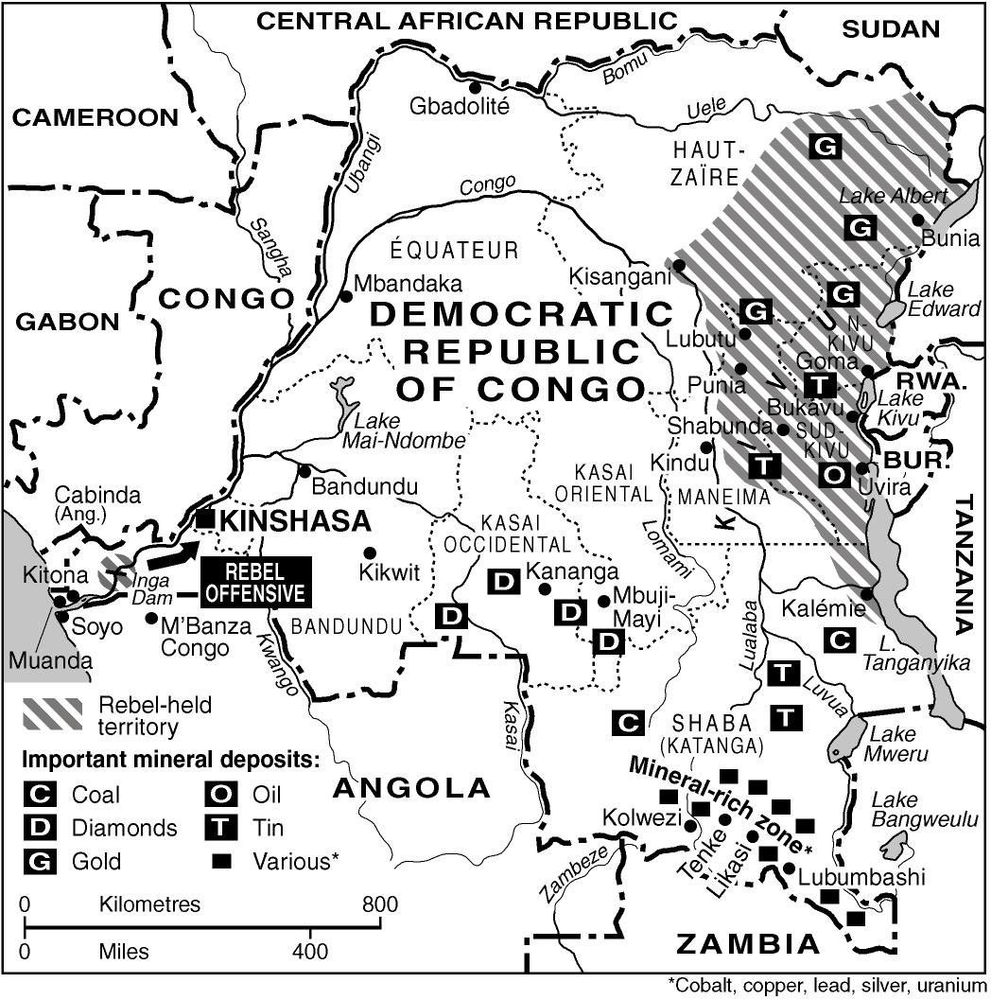 CENTRAL AFRICAN REPUBLIC
SUDAN
CAMEROON
Gbadolité
Bomu
Uele
HAUT-
ZAÏRE
G
Ubangi
Congo
Lake Albert
G
Bunia
Sangha
ÉQUATEUR
Kisangani
CONGO
Mbandaka
GABON
DEMOCRATIC
REPUBLIC
OF CONGO
G
G
Lake
Edward
Lubutu
N-
KIVU
Goma
Punia
T
RWA.
Lake
Kivu
Bukavu
Shabunda
SUD-
KIVU
Lake
Mai-Ndombe
Kindu
T
O
BUR.
Uvira
KASAI
ORIENTAL
MANEIMA
K I V U
Bandundu
Cabinda
(Ang.)
KINSHASA
KASAI
OCCIDENTAL
Lomami
TANZANIA
Kikwit
Kitona
Inga
Dam
REBEL
OFFENSIVE
D
Kananga
D
Mbuji-
Mayi
Kalémie
Soyo
M'Banza
Congo
BANDUNDU
D
D
C
L.
Tanganyika
Muanda
Kwango
Lualaba
T
Luvua
Kasai
C
SHABA
(KATANGA)
T
Lake
Mweru
Rebel-held
territory
Important mineral deposits:
C Coal
D Diamonds
G Gold
O Oil
T Tin
Various*
ANGOLA
Mineral-rich zone*
Kolwezi
Tenke
Likasi
Lubumbashi
Lake
Bangweulu
Zambeze
ZAMBIA
0 Kilometres 800
0 Miles 400
*Cobalt, copper, lead, silver, uranium